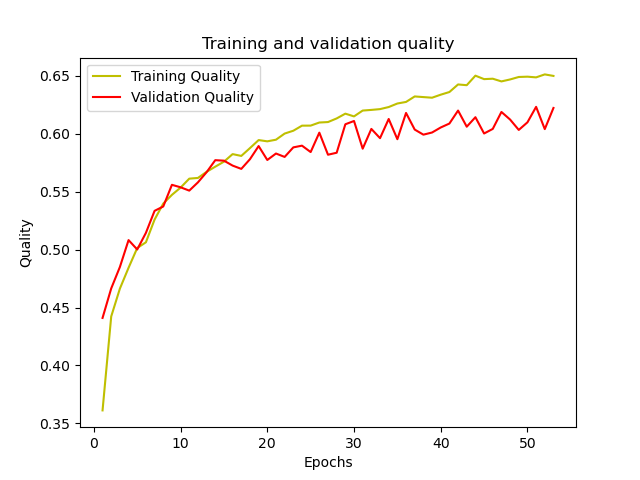 Training and validation quality
Training Quality
Validation Quality
Quality
0.65
0.60
0.55
0.50
0.45
0.40
0.35
0
10
20
30
40
50
Epochs